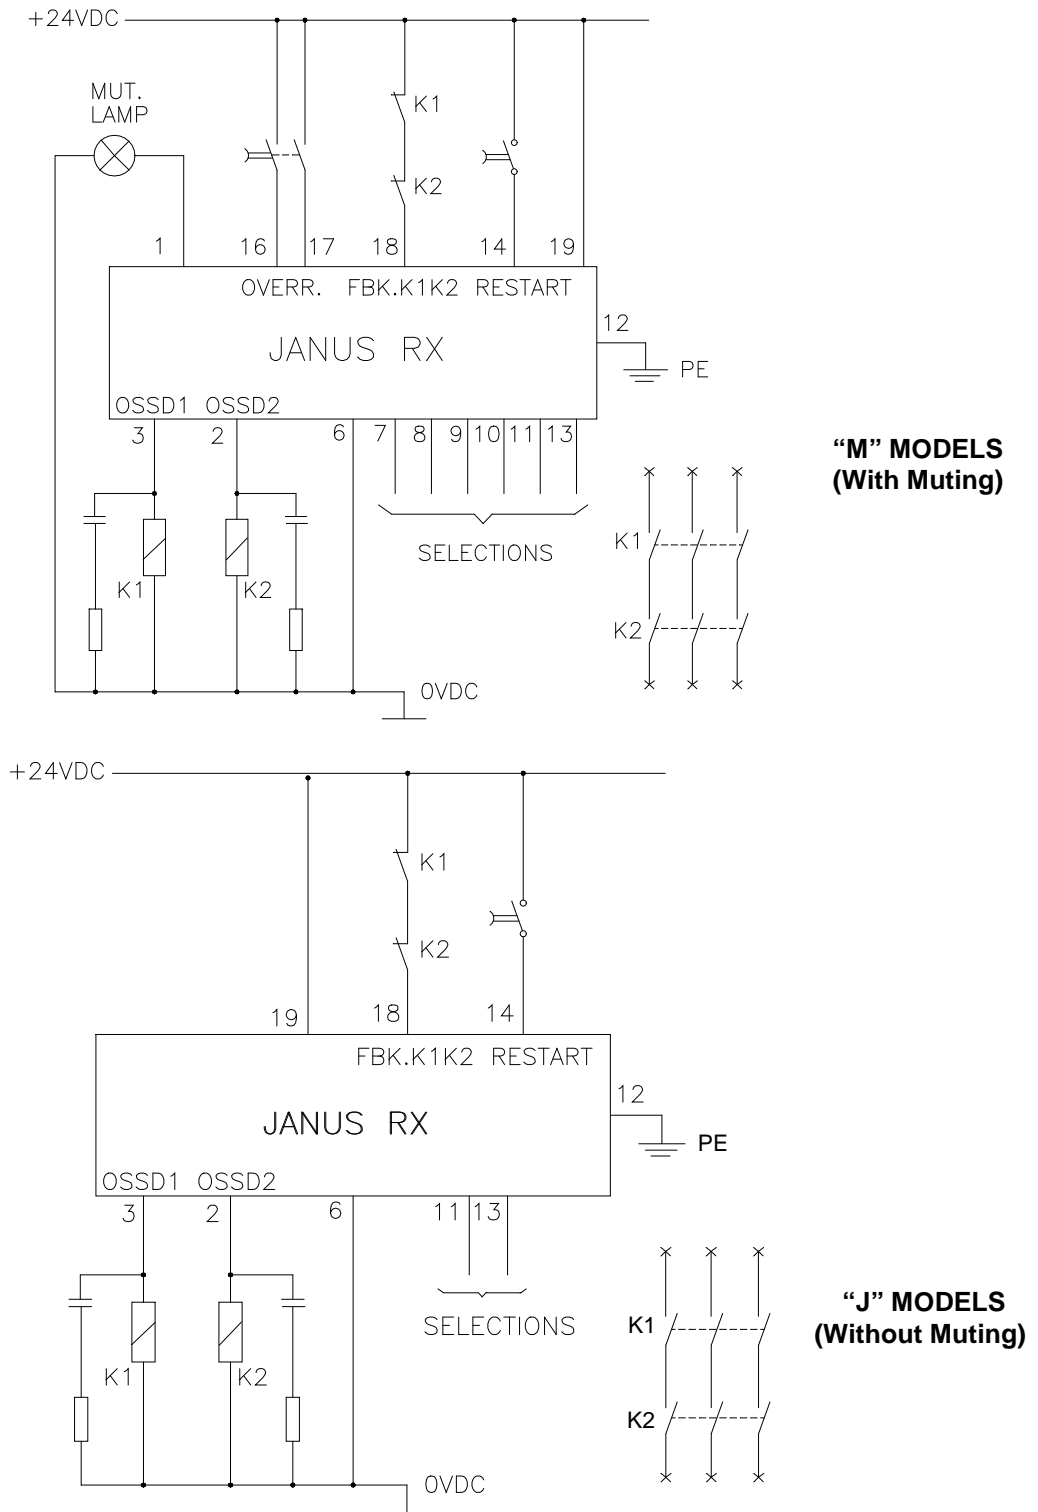 +24VDC
MUT.
LAMP
K1
K2
1
16
17
18
14
19
OVERR.
FBK.K1K2
RESTART
12
JANUS RX
PE
OSSD1
OSSD2
3
2
6
7
8
9
10
11
13
“M” MODELS
(With Muting)
SELECTIONS
K1
K1
K2
K2
0VDC
+24VDC
K1
K2
19
18
14
FBK.K1K2
RESTART
12
JANUS RX
PE
OSSD1
OSSD2
3
2
6
11
13
“J” MODELS
(Without Muting)
SELECTIONS
K1
K1
K2
K2
0VDC